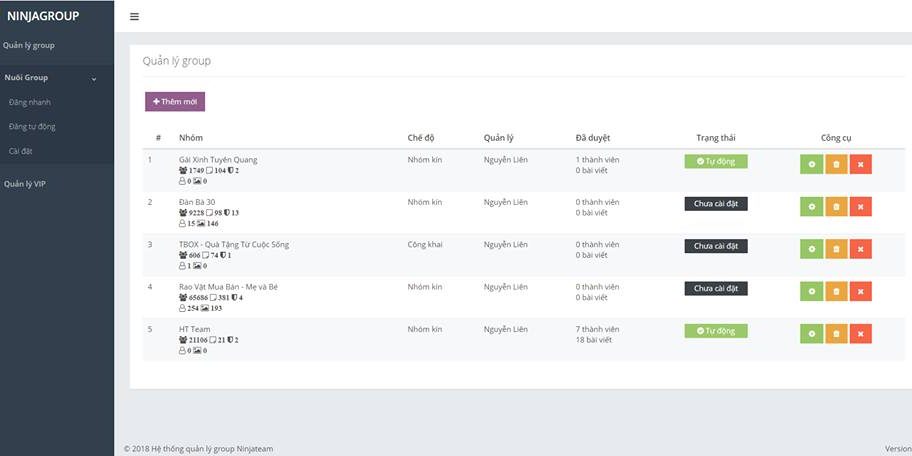 NINJAGROUP
Quản lý group
Nuôi Group
Đăng nhanh
Đăng tự động
Cài đặt
Quản lý VIP
Quản lý group
Thêm mới
# Nhóm Chế độ Quản lý Đã duyệt Trạng thái Công cụ
1 Gái Xinh Tuyên Quang Nhóm kín Nguyễn Liên 1 thành viên Tự động
1749 104 2 0 bài viết
0 0
2 Đàn Bà 30 Nhóm kín Nguyễn Liên 0 thành viên Chưa cài đặt
9228 98 13 0 bài viết
15 146
3 TBOX - Quà Tặng Từ Cuộc Sống Công khai Nguyễn Liên 0 thành viên Chưa cài đặt
606 74 1 0 bài viết
1 0
4 Rao Vặt Mua Bán - Mẹ và Bé Nhóm kín Nguyễn Liên 0 thành viên Chưa cài đặt
65686 381 4 0 bài viết
254 193
5 HT Team Nhóm kín Nguyễn Liên 7 thành viên Tự động
21106 21 2 18 bài viết
0 0
© 2018 Hệ thống quản lý group Ninjateam Version